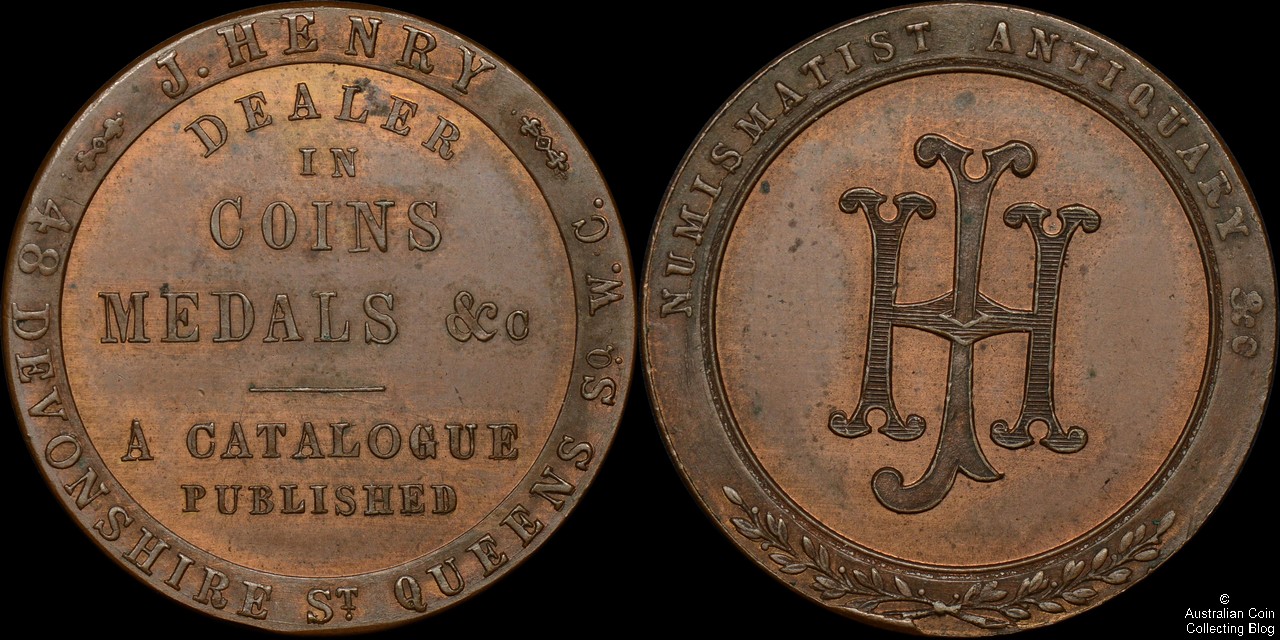 J. HENRY
48 DEVONSHIRE ST. QUEENS SQ. W. C.
DEALER
IN
COINS
MEDALS &C
A CATALOGUE
PUBLISHED
NUMISMATIST ANTIQUARY &C
JH
©
Australian Coin
Collecting Blog